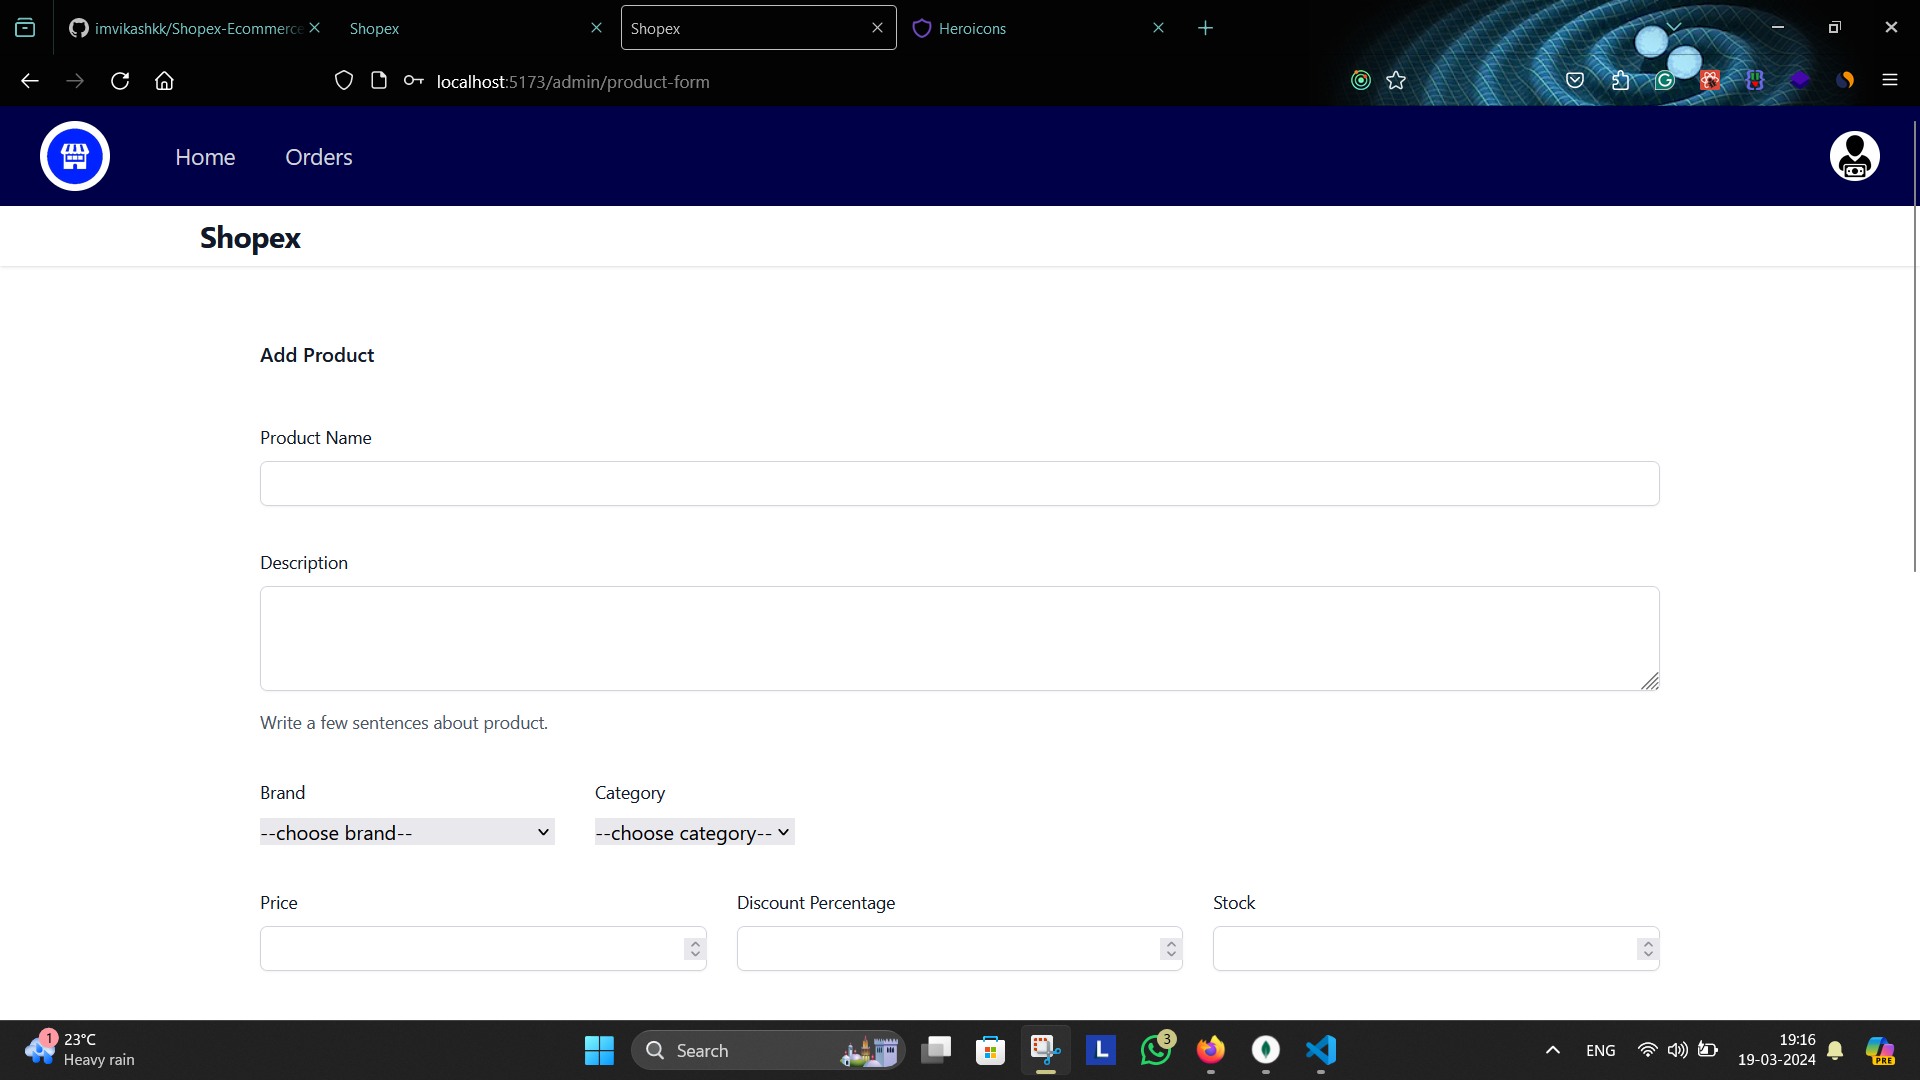 imvikashkk/Shopex-Ecommerce
Shopex
Shopex
Heroicons
localhost:5173/admin/product-form
Home
Orders
Shopex
Add Product
Product Name
Description
Write a few sentences about product.
Brand
Category
--choose brand--
--choose category--
Price
Discount Percentage
Stock
1
23°C
Heavy rain
Search
L
3
ENG
19:16
19-03-2024
PRE